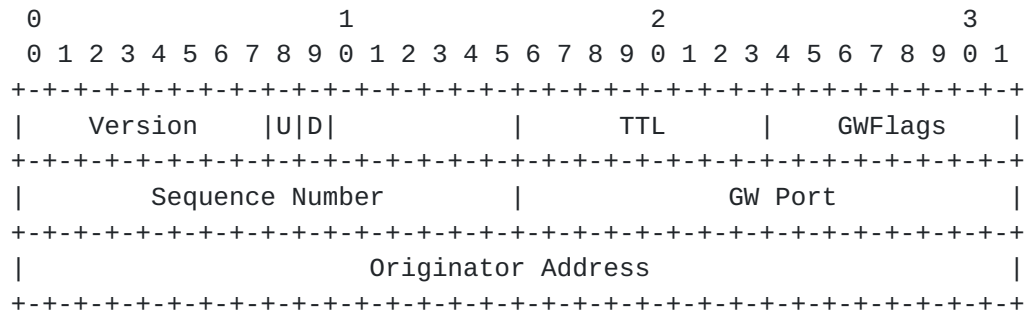 0                   1                   2                   3
 0 1 2 3 4 5 6 7 8 9 0 1 2 3 4 5 6 7 8 9 0 1 2 3 4 5 6 7 8 9 0 1
+-+-+-+-+-+-+-+-+-+-+-+-+-+-+-+-+-+-+-+-+-+-+-+-+-+-+-+-+-+-+-+-+
|    Version    |U|D|           |      TTL      |    GWFlags    |
+-+-+-+-+-+-+-+-+-+-+-+-+-+-+-+-+-+-+-+-+-+-+-+-+-+-+-+-+-+-+-+-+
|        Sequence Number        |             GW Port           |
+-+-+-+-+-+-+-+-+-+-+-+-+-+-+-+-+-+-+-+-+-+-+-+-+-+-+-+-+-+-+-+-+
|                      Originator Address                       |
+-+-+-+-+-+-+-+-+-+-+-+-+-+-+-+-+-+-+-+-+-+-+-+-+-+-+-+-+-+-+-+-+